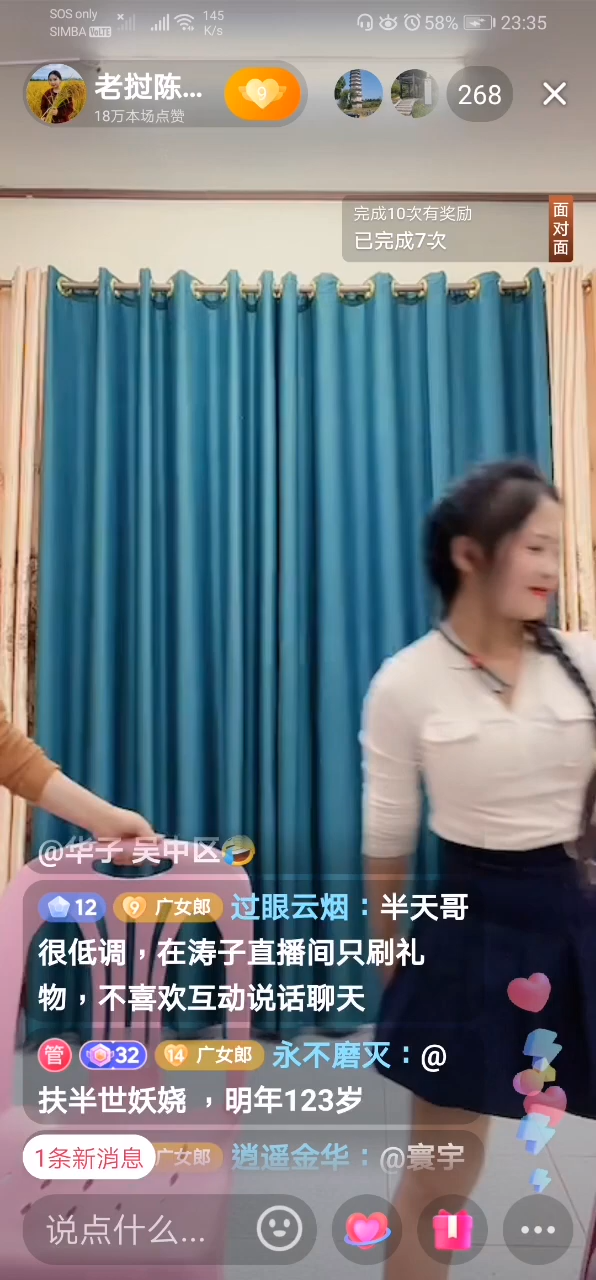 SOS only
145
SIMBA VoLTE
K/s
58%
23:35
老挝陈...
9
18万本场点赞
268
完成10次有奖励
已完成7次
面对面
@华子 吴中区
12 9 广女郎 过眼云烟：半天哥
很低调，在涛子直播间只刷礼
物，不喜欢互动说话聊天
管 32 14 广女郎 永不磨灭：@
扶半世妖娆 ，明年123岁
1条新消息 广女郎 逍遥金华：@寰宇
说点什么...